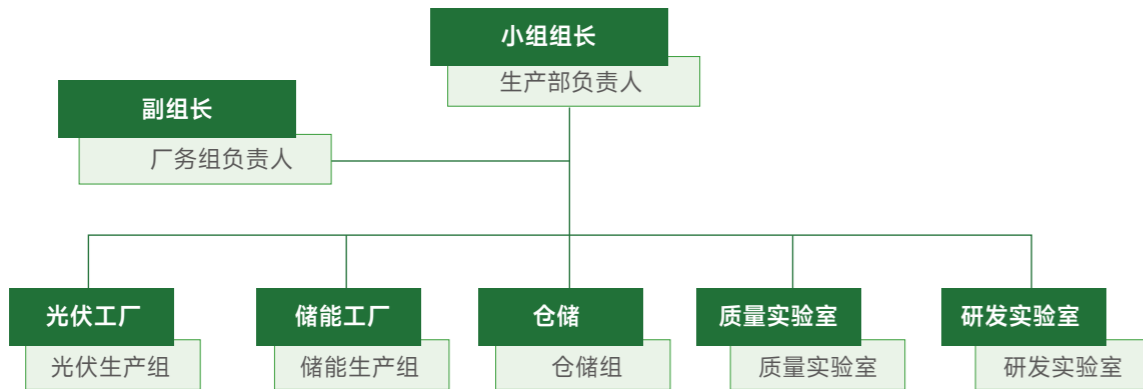 小组组长
生产部负责人
副组长
厂务组负责人
光伏工厂
光伏生产组
储能工厂
储能生产组
仓储
仓储组
质量实验室
质量实验室
研发实验室
研发实验室